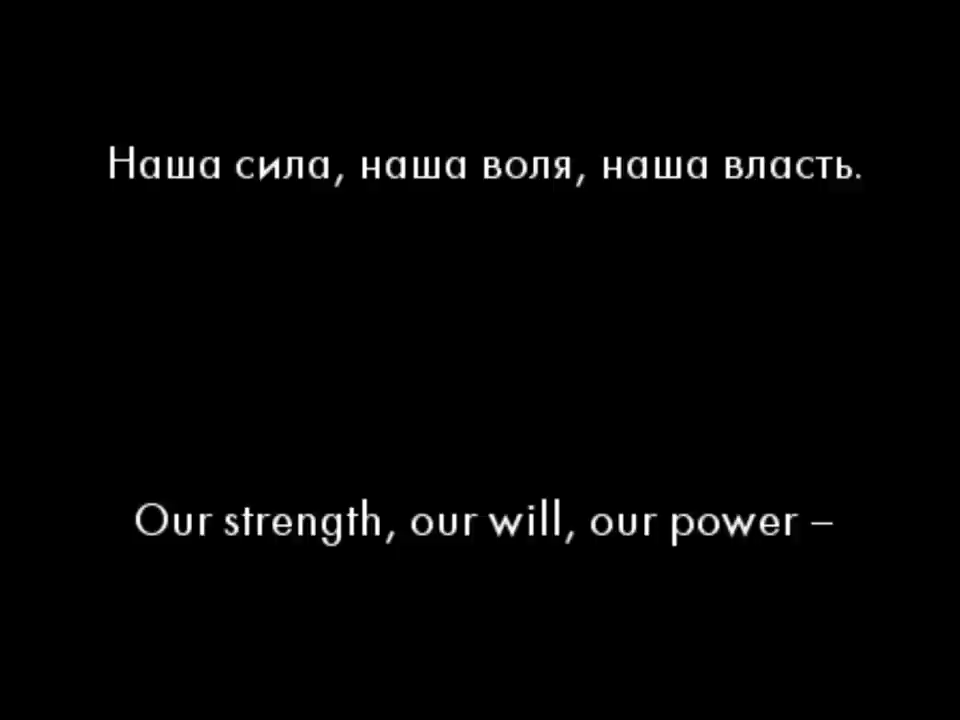 Наша сила, наша воля, наша власть.
Our strength, our will, our power –